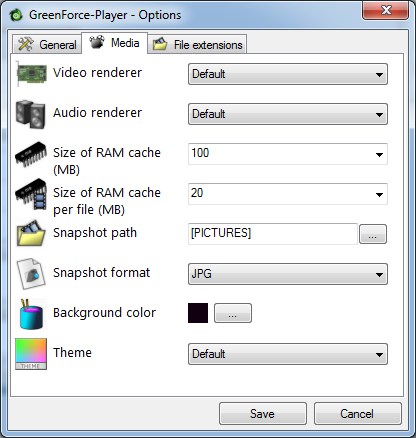 GreenForce-Player - Options
General Media File extensions
Video renderer Default
Audio renderer Default
Size of RAM cache 100
(MB)
Size of RAM cache 20
per file (MB)
Snapshot path [PICTURES] ...
Snapshot format JPG
Background color ...
Theme Default
THEME
Save Cancel